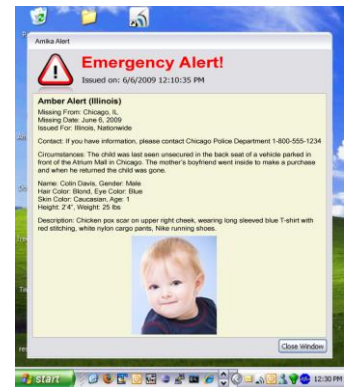 Amika Alert
Emergency Alert!
Issued on: 6/6/2009 12:10:35 PM
Amber Alert (Illinois)
Missing From: Chicago, IL
Missing Date: June 6, 2009
Issued For: Illinois, Nationwide
Contact: If you have information, please contact Chicago Police Department 1-800-555-1234
Circumstances: The child was last seen unsecured in the back seat of a vehicle parked in
front of the Atrium Mall in Chicago. The mother's boyfriend went inside to make a purchase
and when he returned the child was gone.
Name: Colin Davis, Gender: Male
Hair Color: Blond, Eye Color: Blue
Skin Color: Caucasian, Age: 1
Height: 2'4", Weight: 25 lbs
Description: Chicken pox scar on upper right cheek, wearing long sleeved blue T-shirt with
red stitching, white nylon cargo pants, Nike running shoes.
Close Window
start
12:30 PM